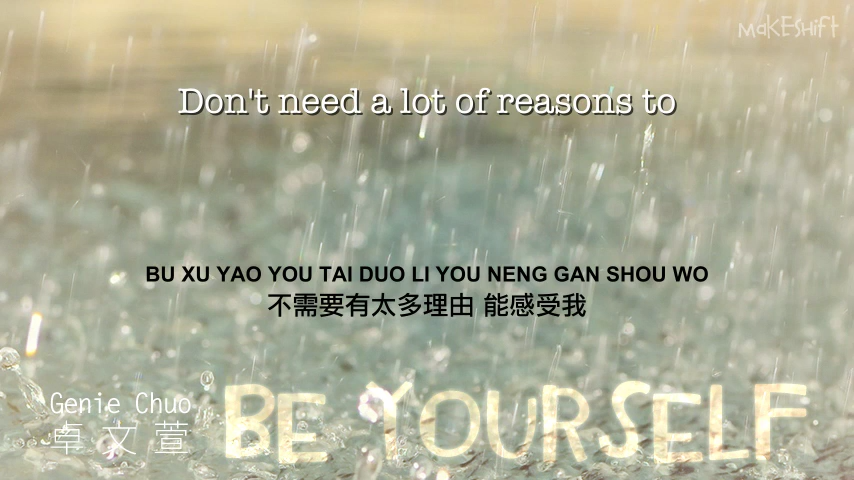 MaKEShift
Don't need a lot of reasons to
BU XU YAO YOU TAI DUO LI YOU NENG GAN SHOU WO
不需要有太多理由 能感受我
Genie Chuo
卓文萱
BE YOURSELF